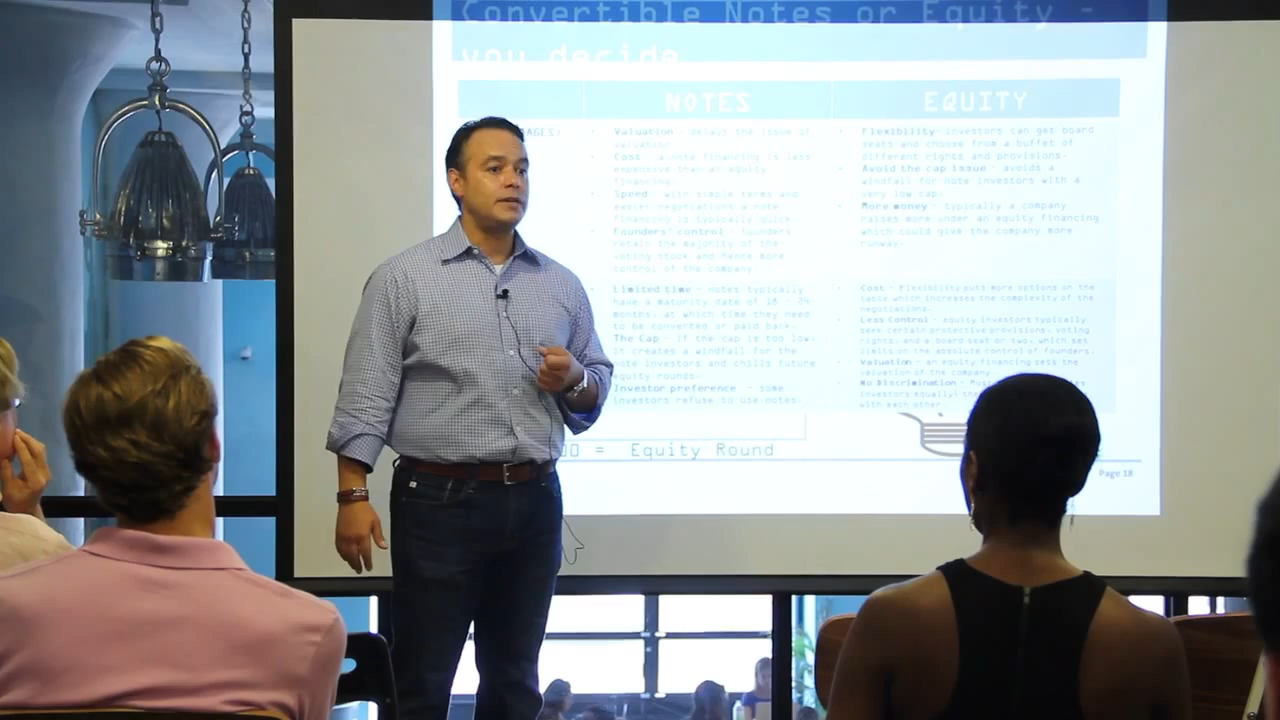 Convertible Notes or Equity -
you decide
NOTES
EQUITY
AGES)
• Valuation - delays the issue of
valuation.
• Cost - a note financing is less
expensive than an equity
financing.
• Speed - with simple terms and
easier negotiations a note
financing is typically quick.
• Founders' control - founders
retain the majority of the
voting stock and hence more
control of the company
• Flexibility- investors can get board
seats and choose from a buffet of
different rights and provisions.
• Avoid the cap issue - avoids a
windfall for note investors with a
very low cap.
• More money - typically a company
raises more under an equity financing
which could give the company more
runway.
Limited time - notes typically
have a maturity date of 18 - 24
months, at which time they need
to be converted or paid back.
The Cap - if the cap is too low,
it creates a windfall for the
note investors and chills future
equity rounds.
Investor preference - some
investors refuse to use notes.
• Cost - Flexibility puts more options on the
table which increases the complexity of the
negotiations.
• Less Control - equity investors typically
seek certain protective provisions, voting
rights, and a board seat or two, which set
limits on the absolute control of founders.
• Valuation - an equity financing sets the
valuation of the company
• No Discrimination - Must
investors equally
with each other
= Equity Round
Page 18